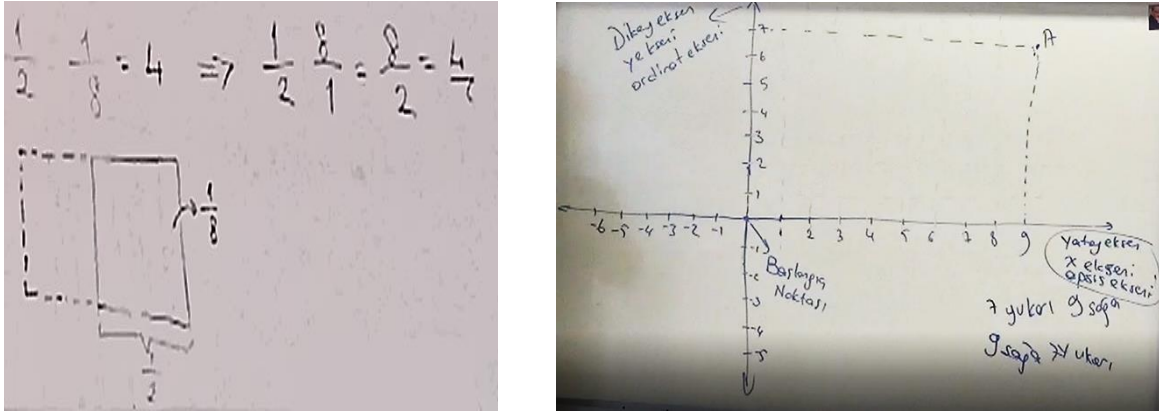 1/2 1/8 = 4 ⇒ 1/2 8/1 = 8/2 = 4/7
1/8
1/2
Dikey eksen
y ekseni
ordinat ekseni
A
7
6
5
4
3
2
1
-6 -5 -4 -3 -2 -1 1 2 3 4 5 6 7 8 9
-1
-2
-3
-4
-5
Başlangıç
Noktası
yatay eksen
x ekseni
apsis ekseni
7 yukarı 9 sağa
9 sağa 7 yukarı